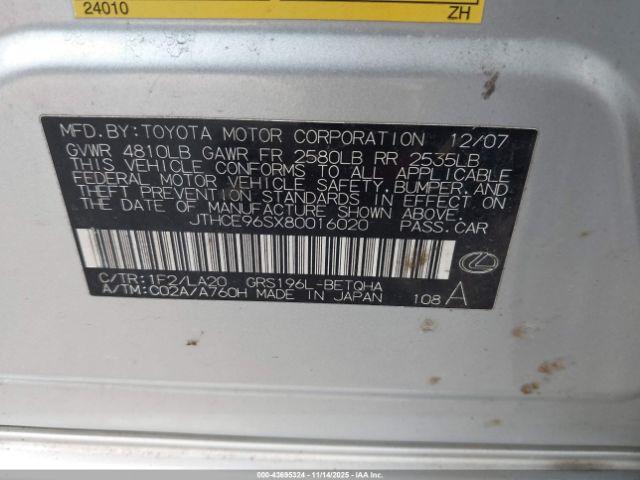 24010 ZH
MFD.BY:TOYOTA MOTOR CORPORATION 12/07
GVWR 4810LB GAWR FR 2580LB RR 2535LB
THIS VEHICLE CONFORMS TO ALL APPLICABLE
FEDERAL MOTOR VEHICLE SAFETY,BUMPER,AND
THEFT PREVENTION STANDARDS IN EFFECT ON
THE DATE OF MANUFACTURE SHOWN ABOVE.
JTHCE96SX80016020 PASS.CAR
C/TR:1F2/LA20 GRS196L-BETQHA
A/TM:C02A/A760H MADE IN JAPAN 108 A
000-43695324 - 11/14/2025 - IAAI.COM